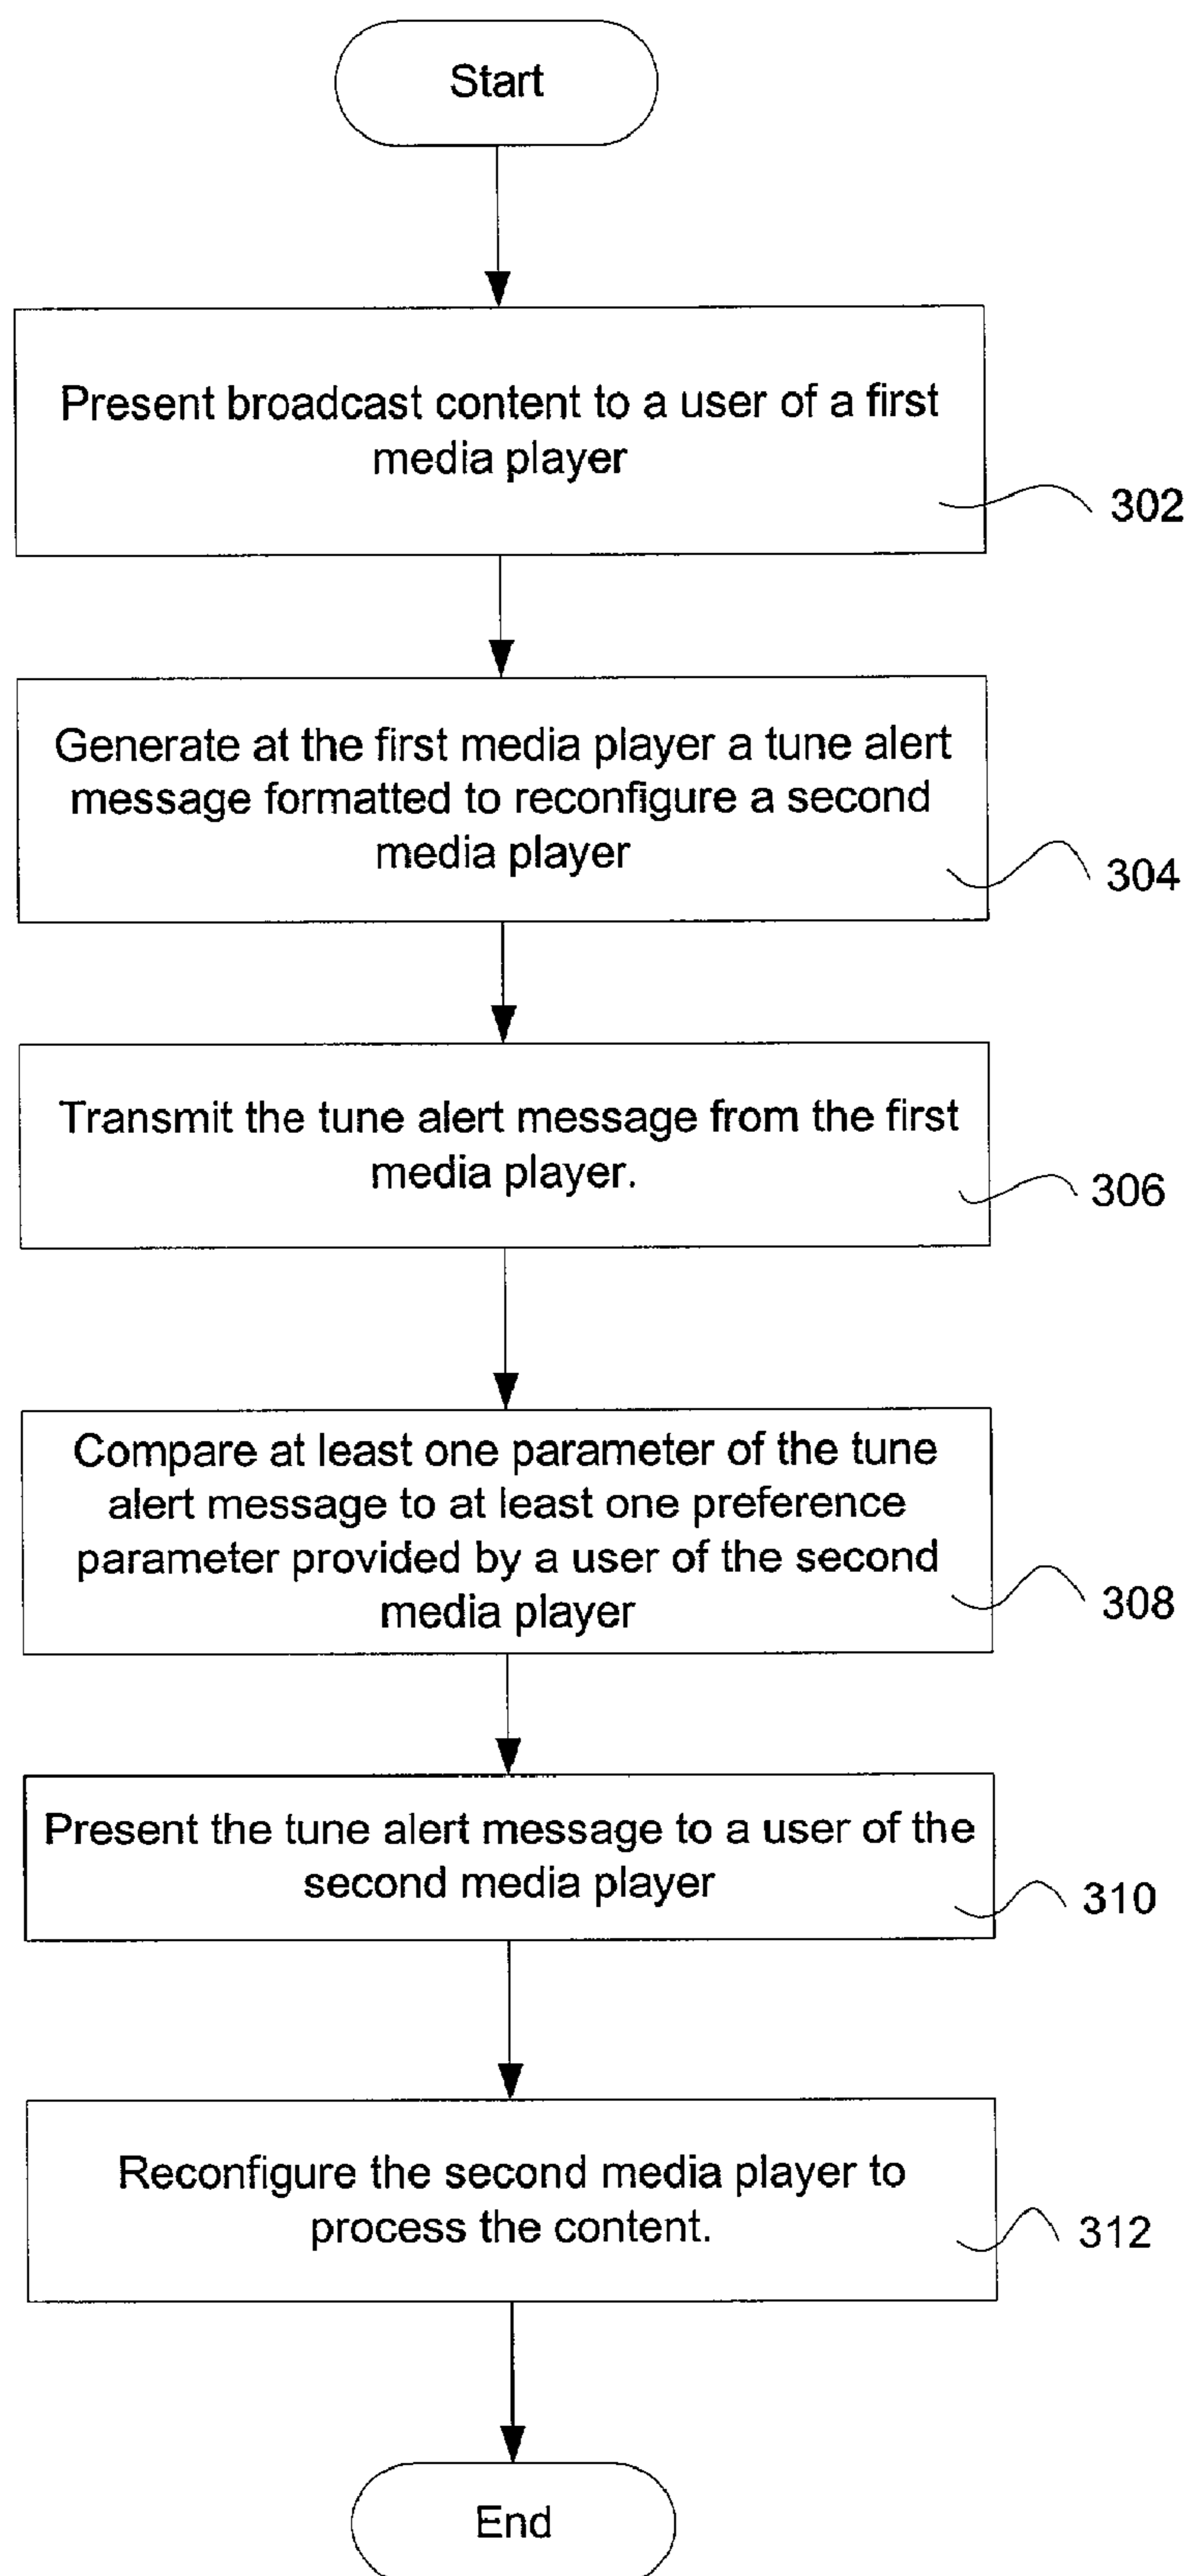 Start
Present broadcast content to a user of a first
media player
302
Generate at the first media player a tune alert
message formatted to reconfigure a second
media player
304
Transmit the tune alert message from the first
media player.
306
Compare at least one parameter of the tune
alert message to at least one preference
parameter provided by a user of the second
media player
308
Present the tune alert message to a user of the
second media player
310
Reconfigure the second media player to
process the content.
312
End